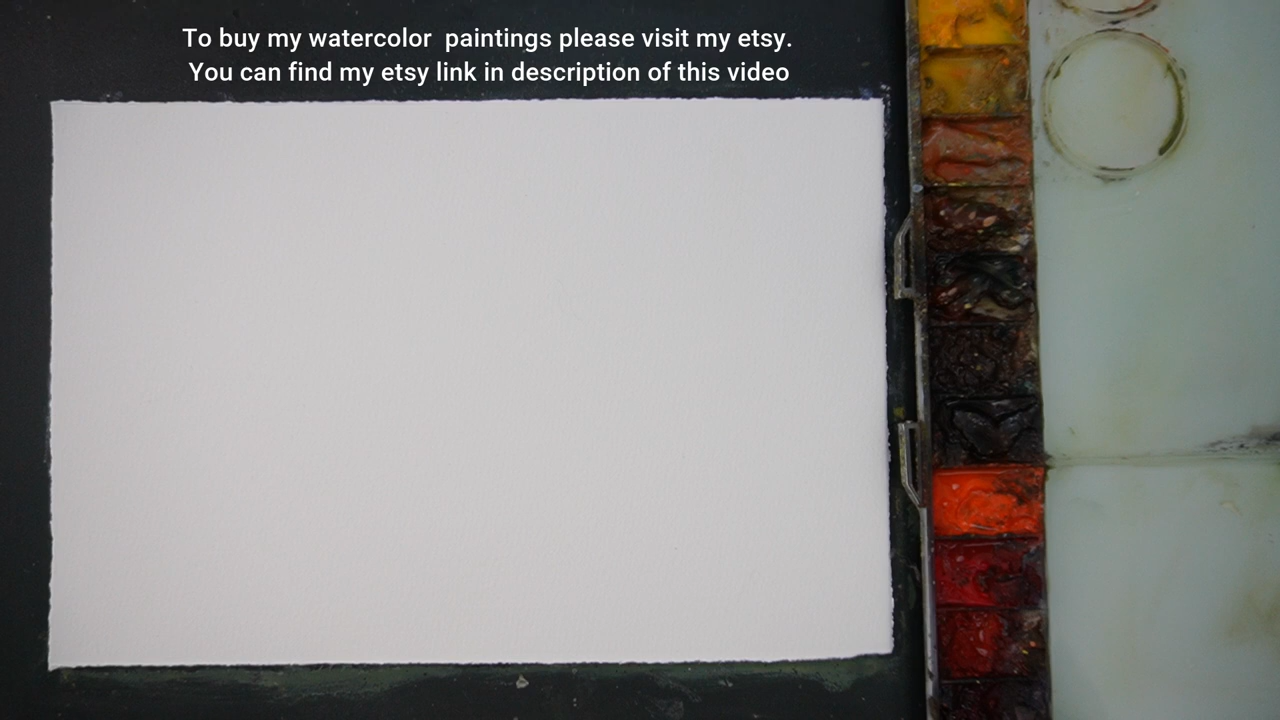 To buy my watercolor  paintings please visit my etsy.
You can find my etsy link in description of this video